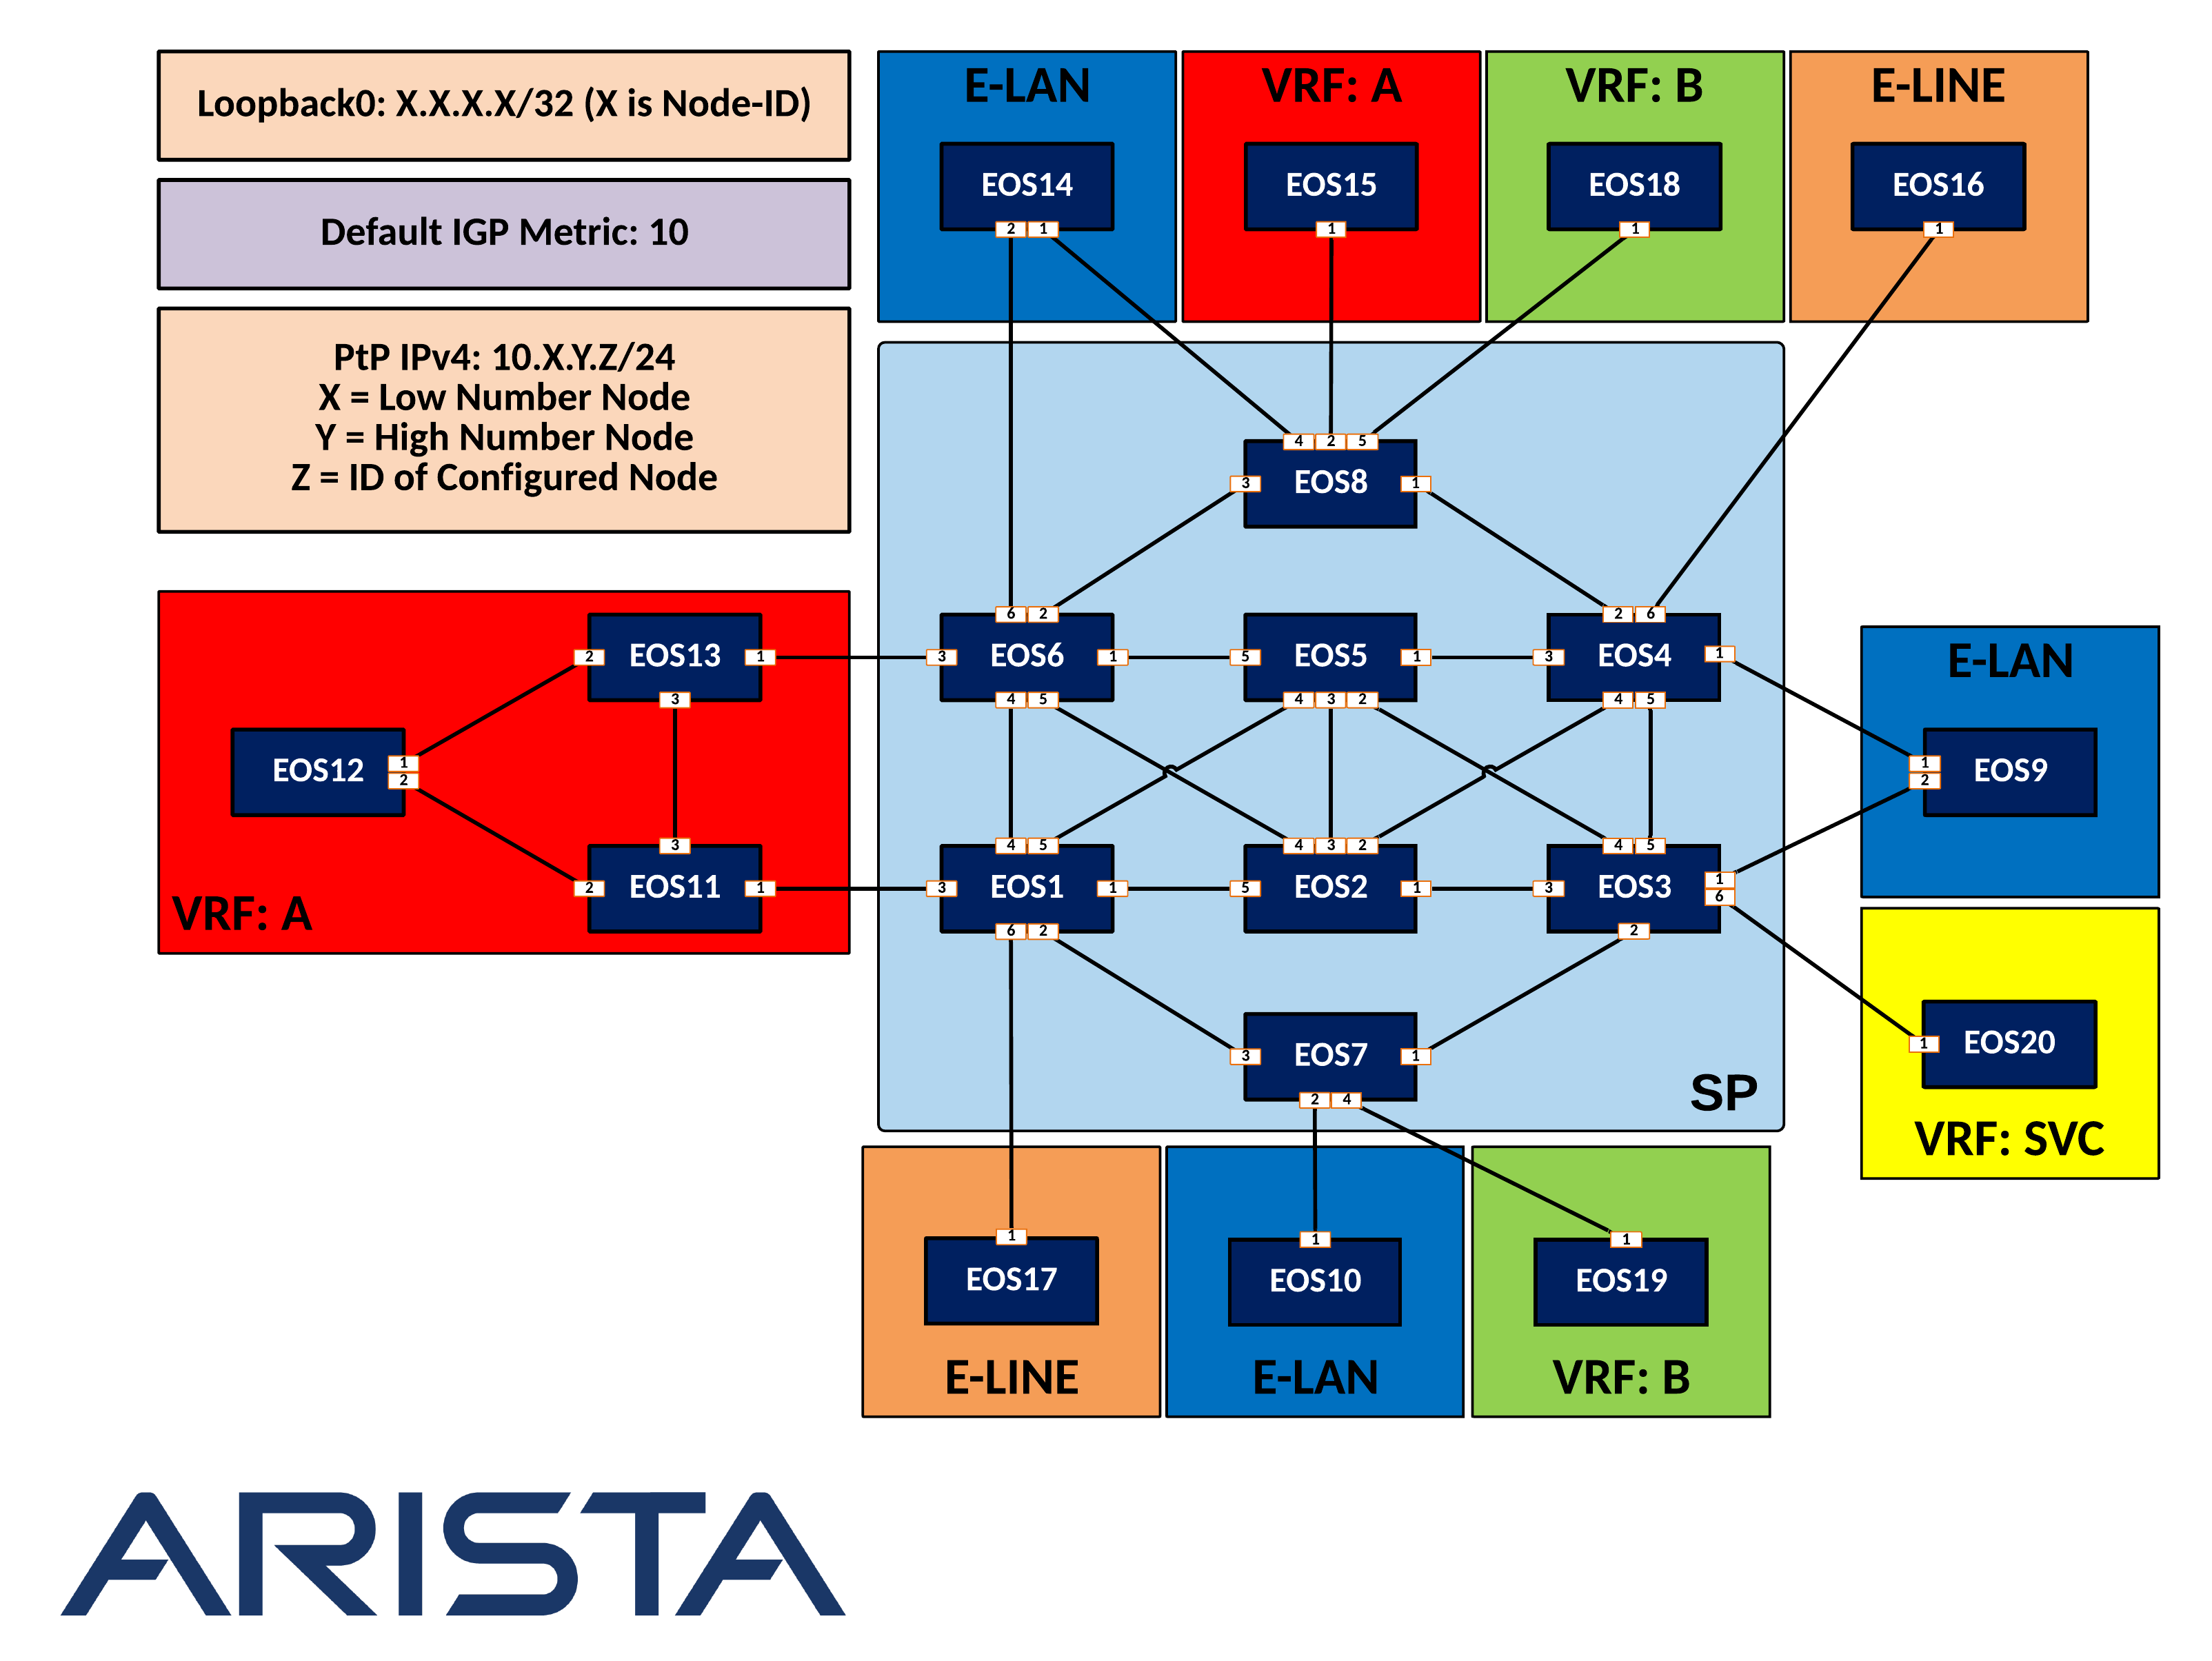 Loopback0: X.X.X.X/32 (X is Node-ID)
Default IGP Metric: 10
PtP IPv4: 10.X.Y.Z/24
X = Low Number Node
Y = High Number Node
Z = ID of Configured Node
E-LAN
VRF: A
VRF: B
E-LINE
EOS14
EOS15
EOS18
EOS16
2 1
1
1
1
4 2 5
3
EOS8
1
6 2
2 6
EOS13
2
1
3
3
EOS6
1
5
EOS5
1
3
EOS4
1
4 5
4 3 2
4 5
E-LAN
EOS12
1
2
1
2
EOS9
3
4 5
4 3 2
4 5
2
EOS11
1
3
EOS1
1
5
EOS2
1
3
EOS3
1
6
VRF: A
6 2
2
3
EOS7
1
2 4
SP
1
EOS20
VRF: SVC
1
1
1
EOS17
EOS10
EOS19
E-LINE
E-LAN
VRF: B
ARISTA